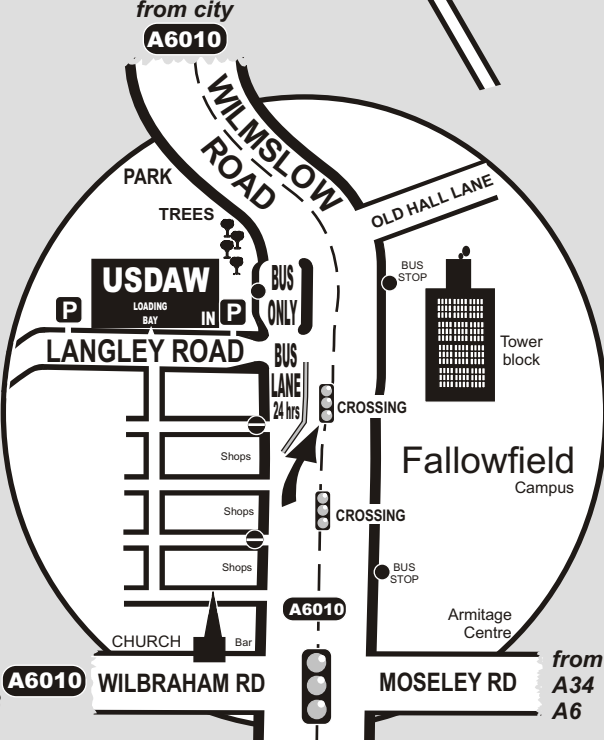 from city
A6010
WILMSLOW
ROAD
PARK
TREES
OLD HALL LANE
USDAW
LOADING
BAY
IN
P
P
BUS
ONLY
BUS
STOP
Tower
block
LANGLEY ROAD
BUS
LANE
24 hrs
CROSSING
Shops
Fallowfield
Campus
Shops
CROSSING
Shops
BUS
STOP
A6010
Armitage
Centre
CHURCH
Bar
A6010
WILBRAHAM RD
MOSELEY RD
from
A34
A6